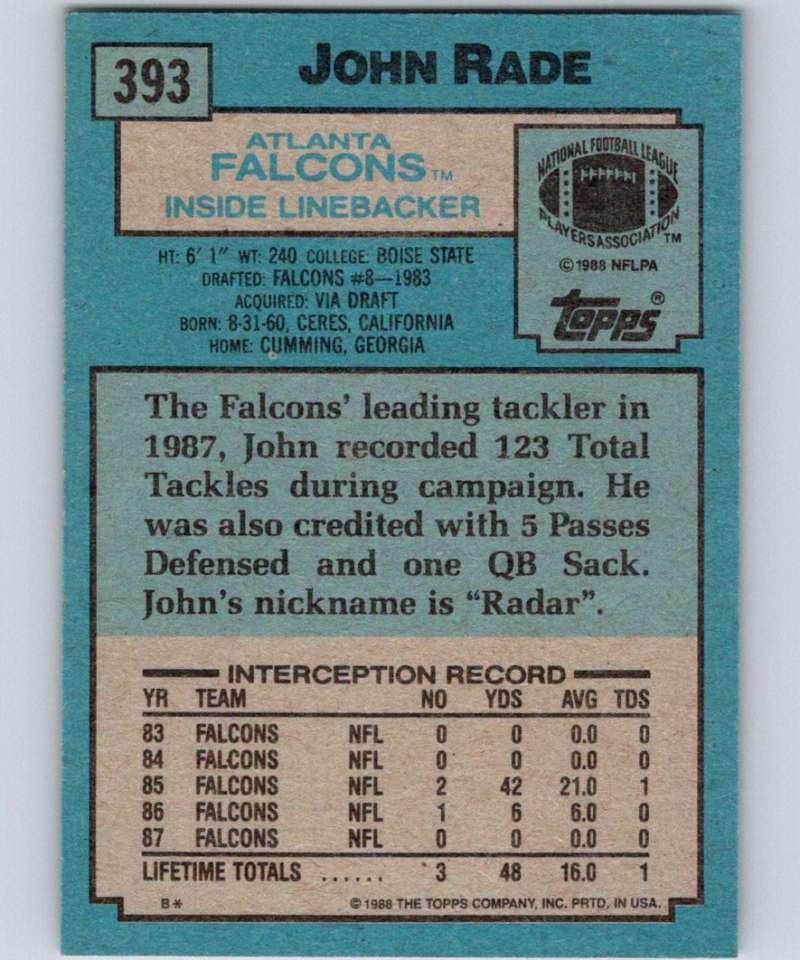 393
JOHN RADE
ATLANTA
FALCONS TM
INSIDE LINEBACKER
NATIONAL FOOTBALL LEAGUE
PLAYERS ASSOCIATION TM
© 1988 NFLPA
Topps ®
HT: 6' 1" WT: 240 COLLEGE: BOISE STATE
DRAFTED: FALCONS #8—1983
ACQUIRED: VIA DRAFT
BORN: 8-31-60, CERES, CALIFORNIA
HOME: CUMMING, GEORGIA
The Falcons' leading tackler in
1987, John recorded 123 Total
Tackles during campaign. He
was also credited with 5 Passes
Defensed and one QB Sack.
John's nickname is "Radar".
INTERCEPTION RECORD
YR TEAM NO YDS AVG TDS
83 FALCONS NFL 0 0 0.0 0
84 FALCONS NFL 0 0 0.0 0
85 FALCONS NFL 2 42 21.0 1
86 FALCONS NFL 1 6 6.0 0
87 FALCONS NFL 0 0 0.0 0
LIFETIME TOTALS ...... 3 48 16.0 1
B* © 1988 THE TOPPS COMPANY, INC. PRTD, IN USA.